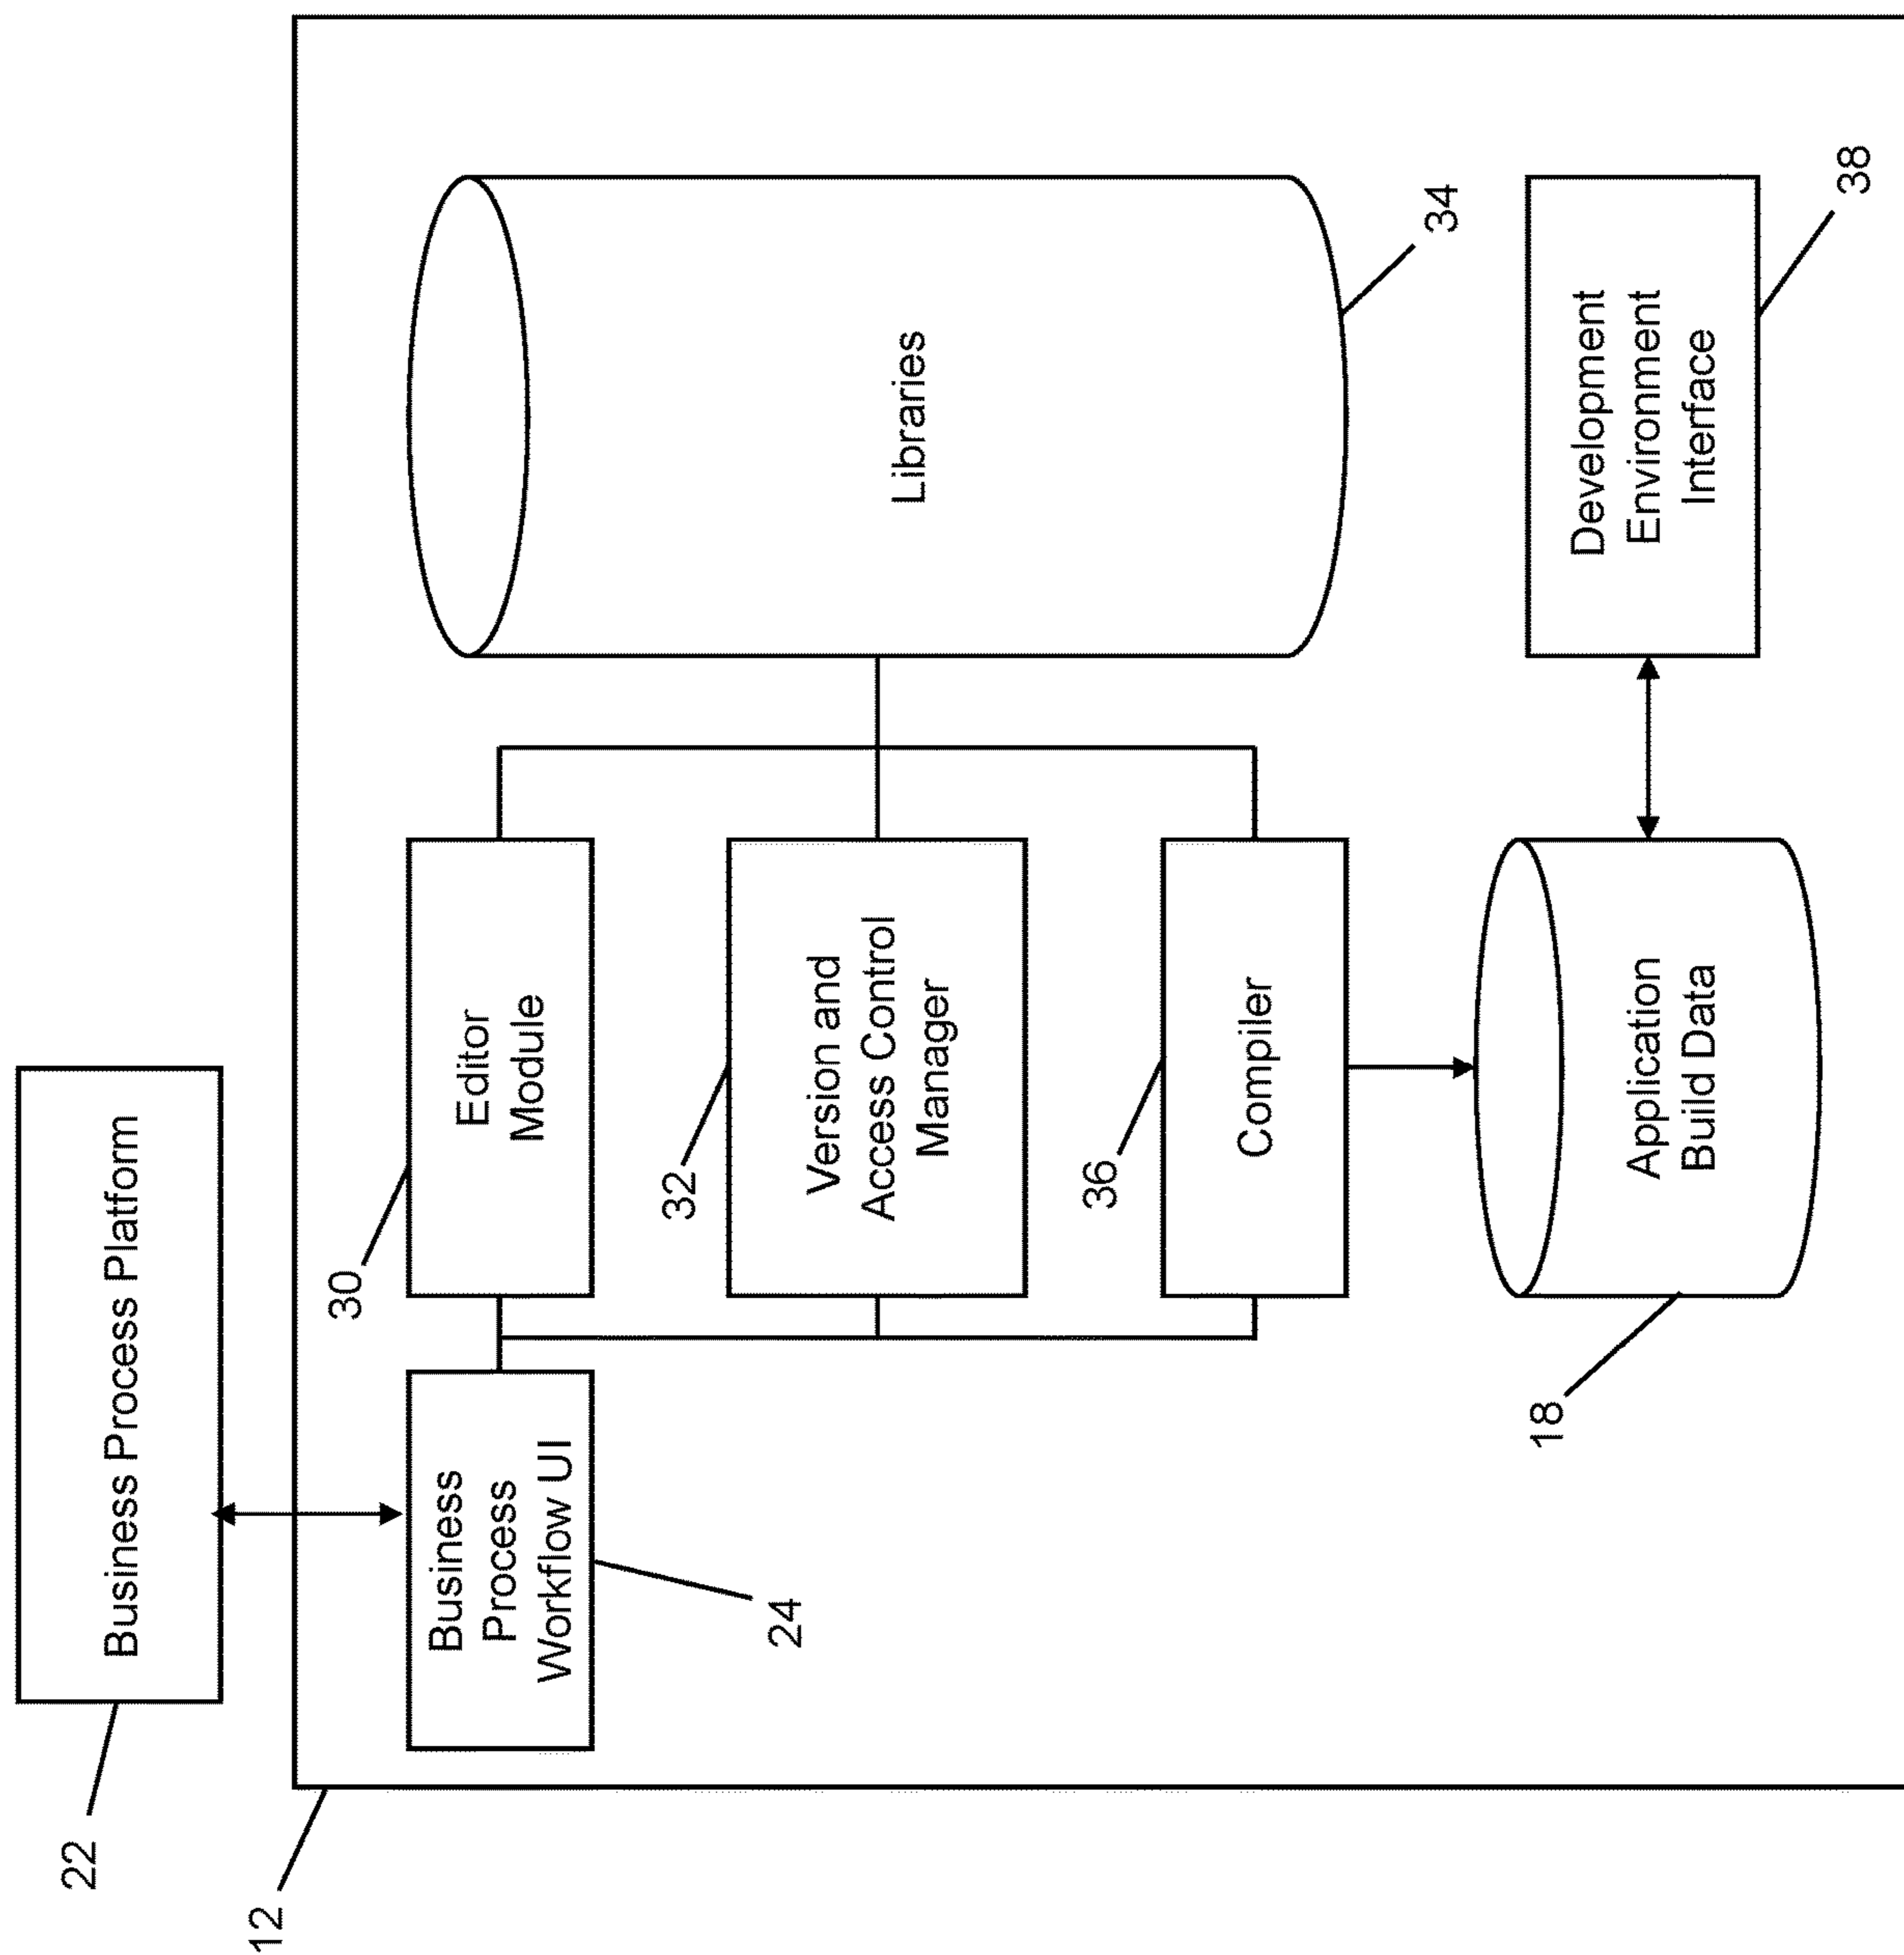 22
Business Process Platform
12
Business
Process
Workflow UI
24
30
Editor
Module
32
Version and
Access Control
Manager
36
Compiler
Libraries
34
18
Application
Build Data
Development
Environment
Interface
38